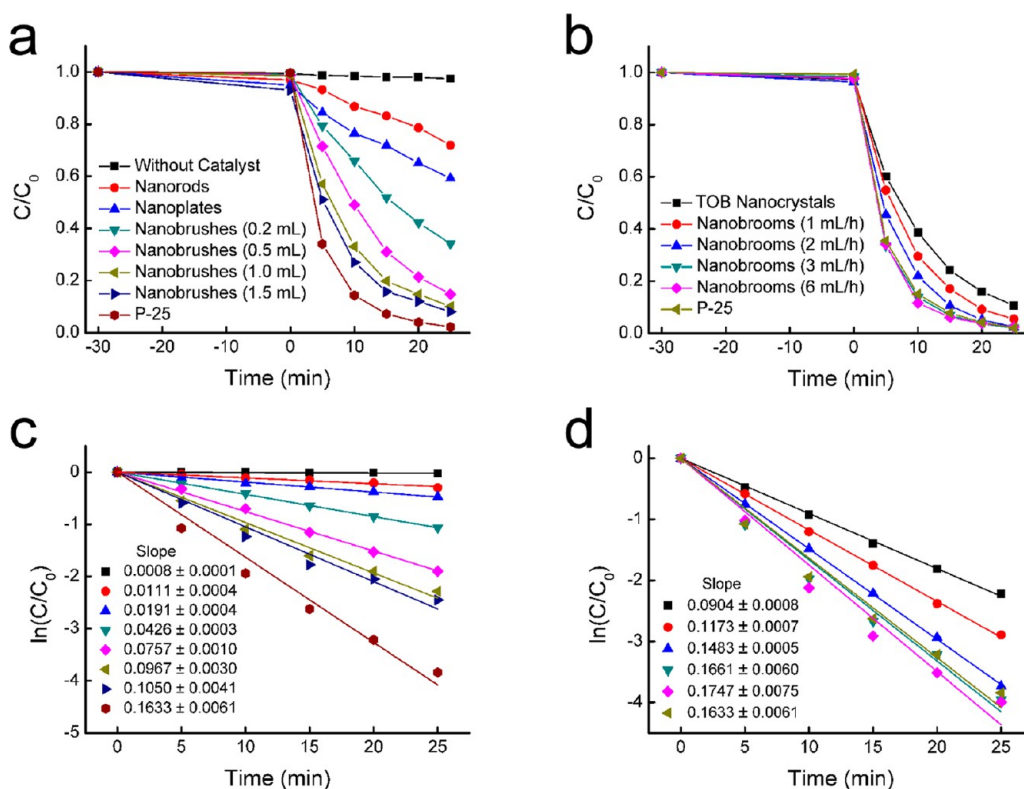 a
C/C0
1.0
0.8
0.6
0.4
0.2
0.0
Without Catalyst
Nanorods
Nanoplates
Nanobrushes (0.2 mL)
Nanobrushes (0.5 mL)
Nanobrushes (1.0 mL)
Nanobrushes (1.5 mL)
P-25
-30 -20 -10 0 10 20
Time (min)
b
C/C0
1.0
0.8
0.6
0.4
0.2
0.0
TOB Nanocrystals
Nanobrooms (1 mL/h)
Nanobrooms (2 mL/h)
Nanobrooms (3 mL/h)
Nanobrooms (6 mL/h)
P-25
-30 -20 -10 0 10 20
Time (min)
c
ln(C/C0)
0
-1
-2
-3
-4
-5
Slope
0.0008 ± 0.0001
0.0111 ± 0.0004
0.0191 ± 0.0004
0.0426 ± 0.0003
0.0757 ± 0.0010
0.0967 ± 0.0030
0.1050 ± 0.0041
0.1633 ± 0.0061
0 5 10 15 20 25
Time (min)
d
ln(C/C0)
0
-1
-2
-3
-4
Slope
0.0904 ± 0.0008
0.1173 ± 0.0007
0.1483 ± 0.0005
0.1661 ± 0.0060
0.1747 ± 0.0075
0.1633 ± 0.0061
0 5 10 15 20 25
Time (min)